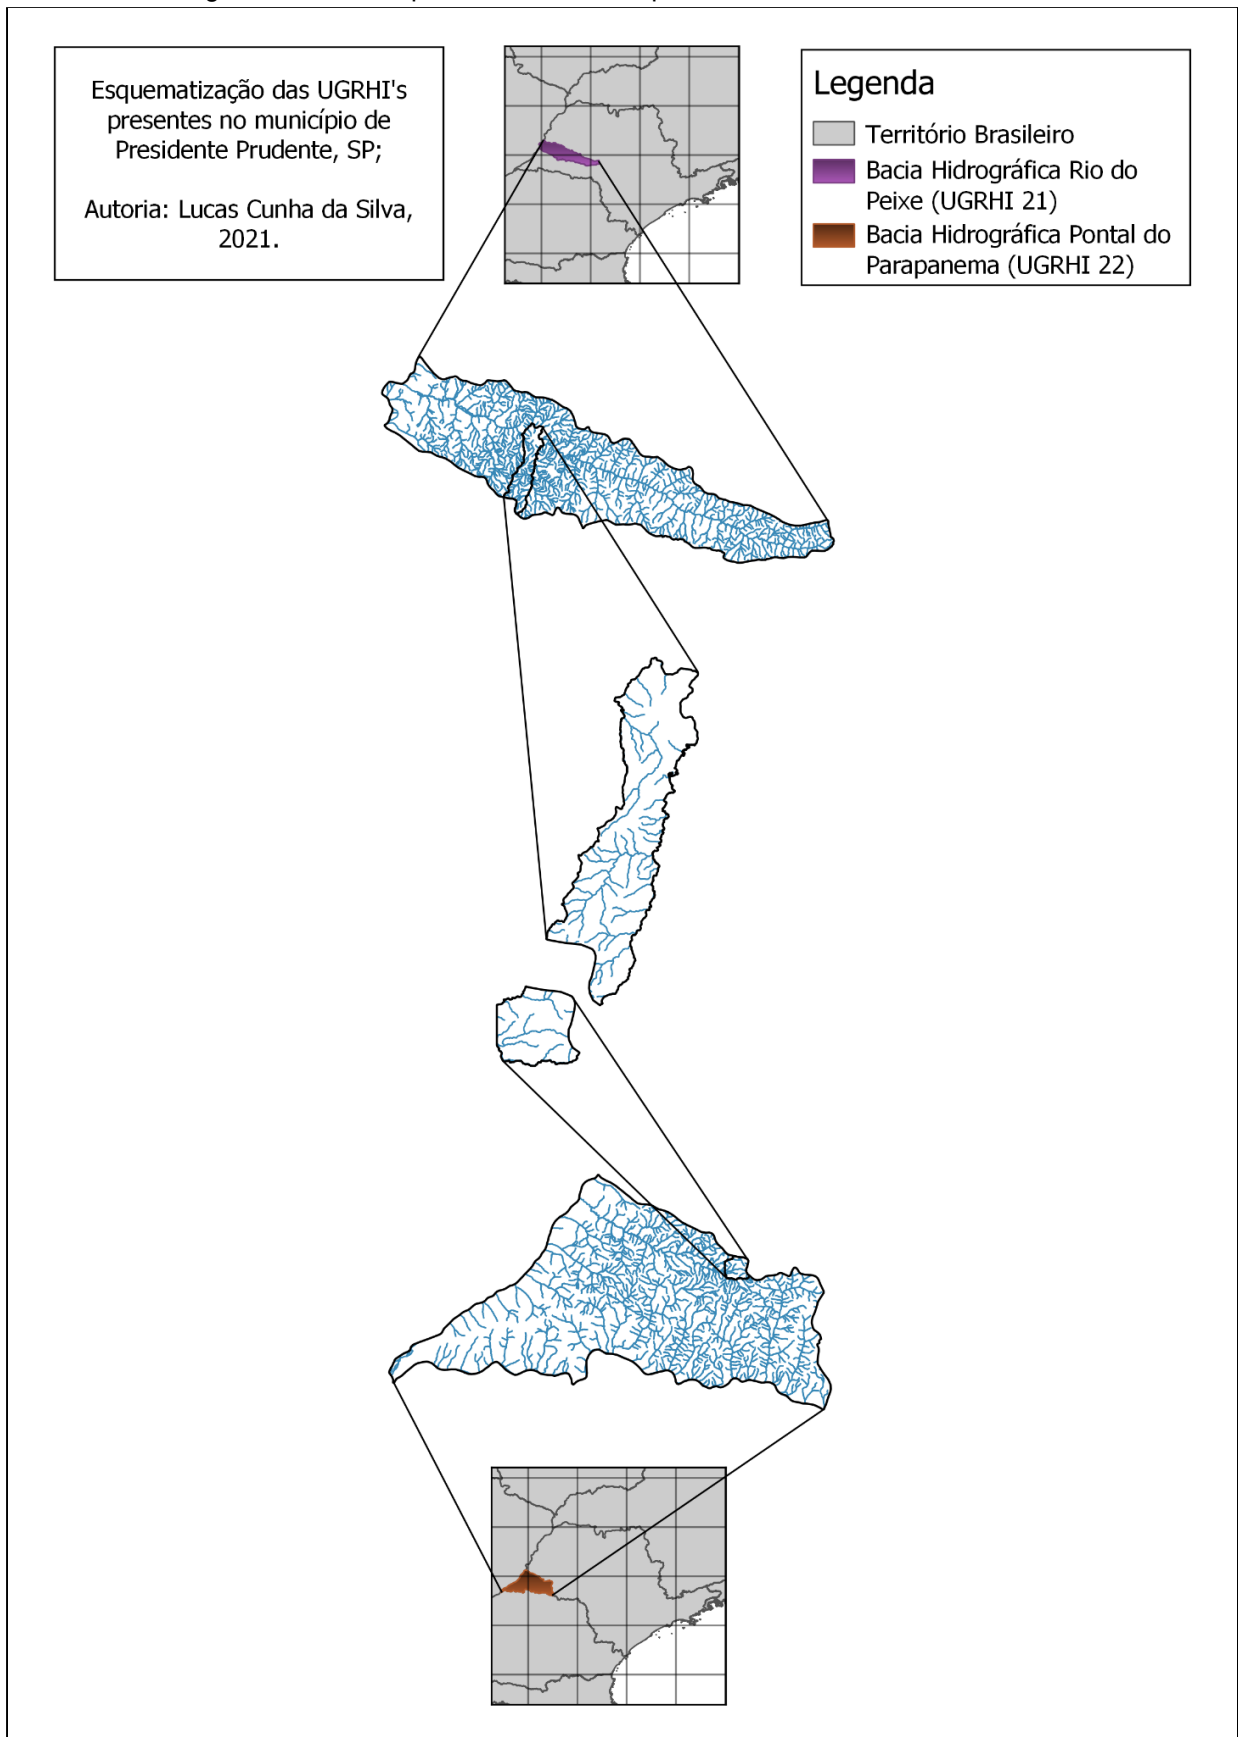 Esquematização das UGRHI's
presentes no município de
Presidente Prudente, SP;
Autoria: Lucas Cunha da Silva,
2021.
Legenda
Território Brasileiro
Bacia Hidrográfica Rio do
Peixe (UGRHI 21)
Bacia Hidrográfica Pontal do
Parapanema (UGRHI 22)